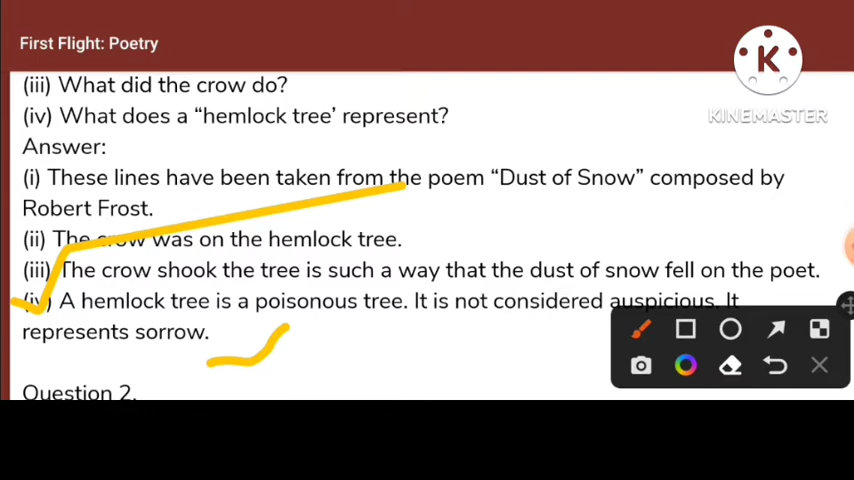 First Flight: Poetry
K
KINEMASTER
(iii) What did the crow do?
(iv) What does a “hemlock tree’ represent?
Answer:
(i) These lines have been taken from the poem “Dust of Snow” composed by
Robert Frost.
(ii) The crow was on the hemlock tree.
(iii) The crow shook the tree is such a way that the dust of snow fell on the poet.
(iv) A hemlock tree is a poisonous tree. It is not considered auspicious. It
represents sorrow.
Question 2.